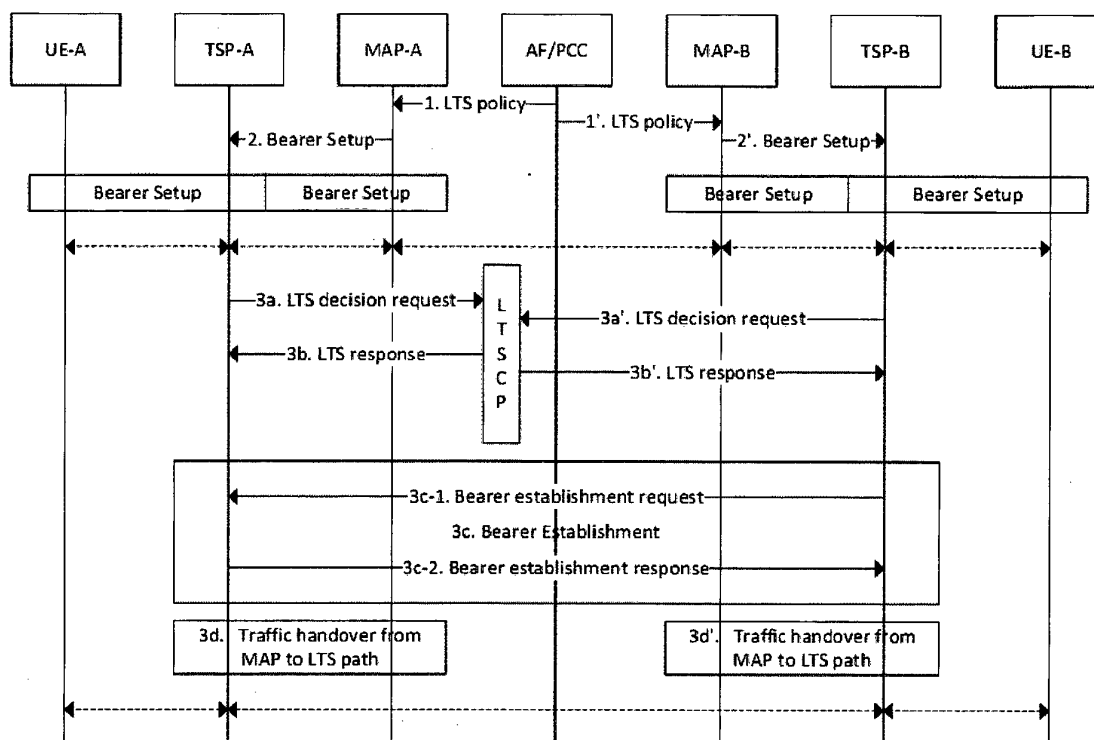 UE-A TSP-A MAP-A AF/PCC MAP-B TSP-B UE-B
1. LTS policy
1'. LTS policy
2. Bearer Setup
2'. Bearer Setup
Bearer Setup Bearer Setup Bearer Setup Bearer Setup
3a. LTS decision request
3a'. LTS decision request
3b. LTS response
3b'. LTS response
L
T
S
C
P
3c-1. Bearer establishment request
3c. Bearer Establishment
3c-2. Bearer establishment response
3d. Traffic handover from
MAP to LTS path
3d'. Traffic handover from
MAP to LTS path